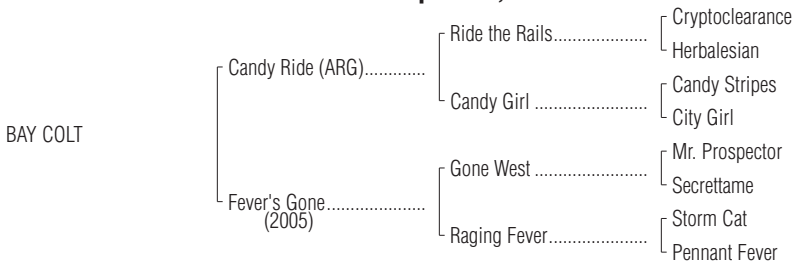 Cryptoclearance
Ride the Rails....................
Herbalesian
Candy Ride (ARG).............
Candy Stripes
Candy Girl ........................
City Girl
BAY COLT
Mr. Prospector
Gone West ........................
Secrettame
Fever's Gone.....................
(2005)
Storm Cat
Raging Fever.....................
Pennant Fever